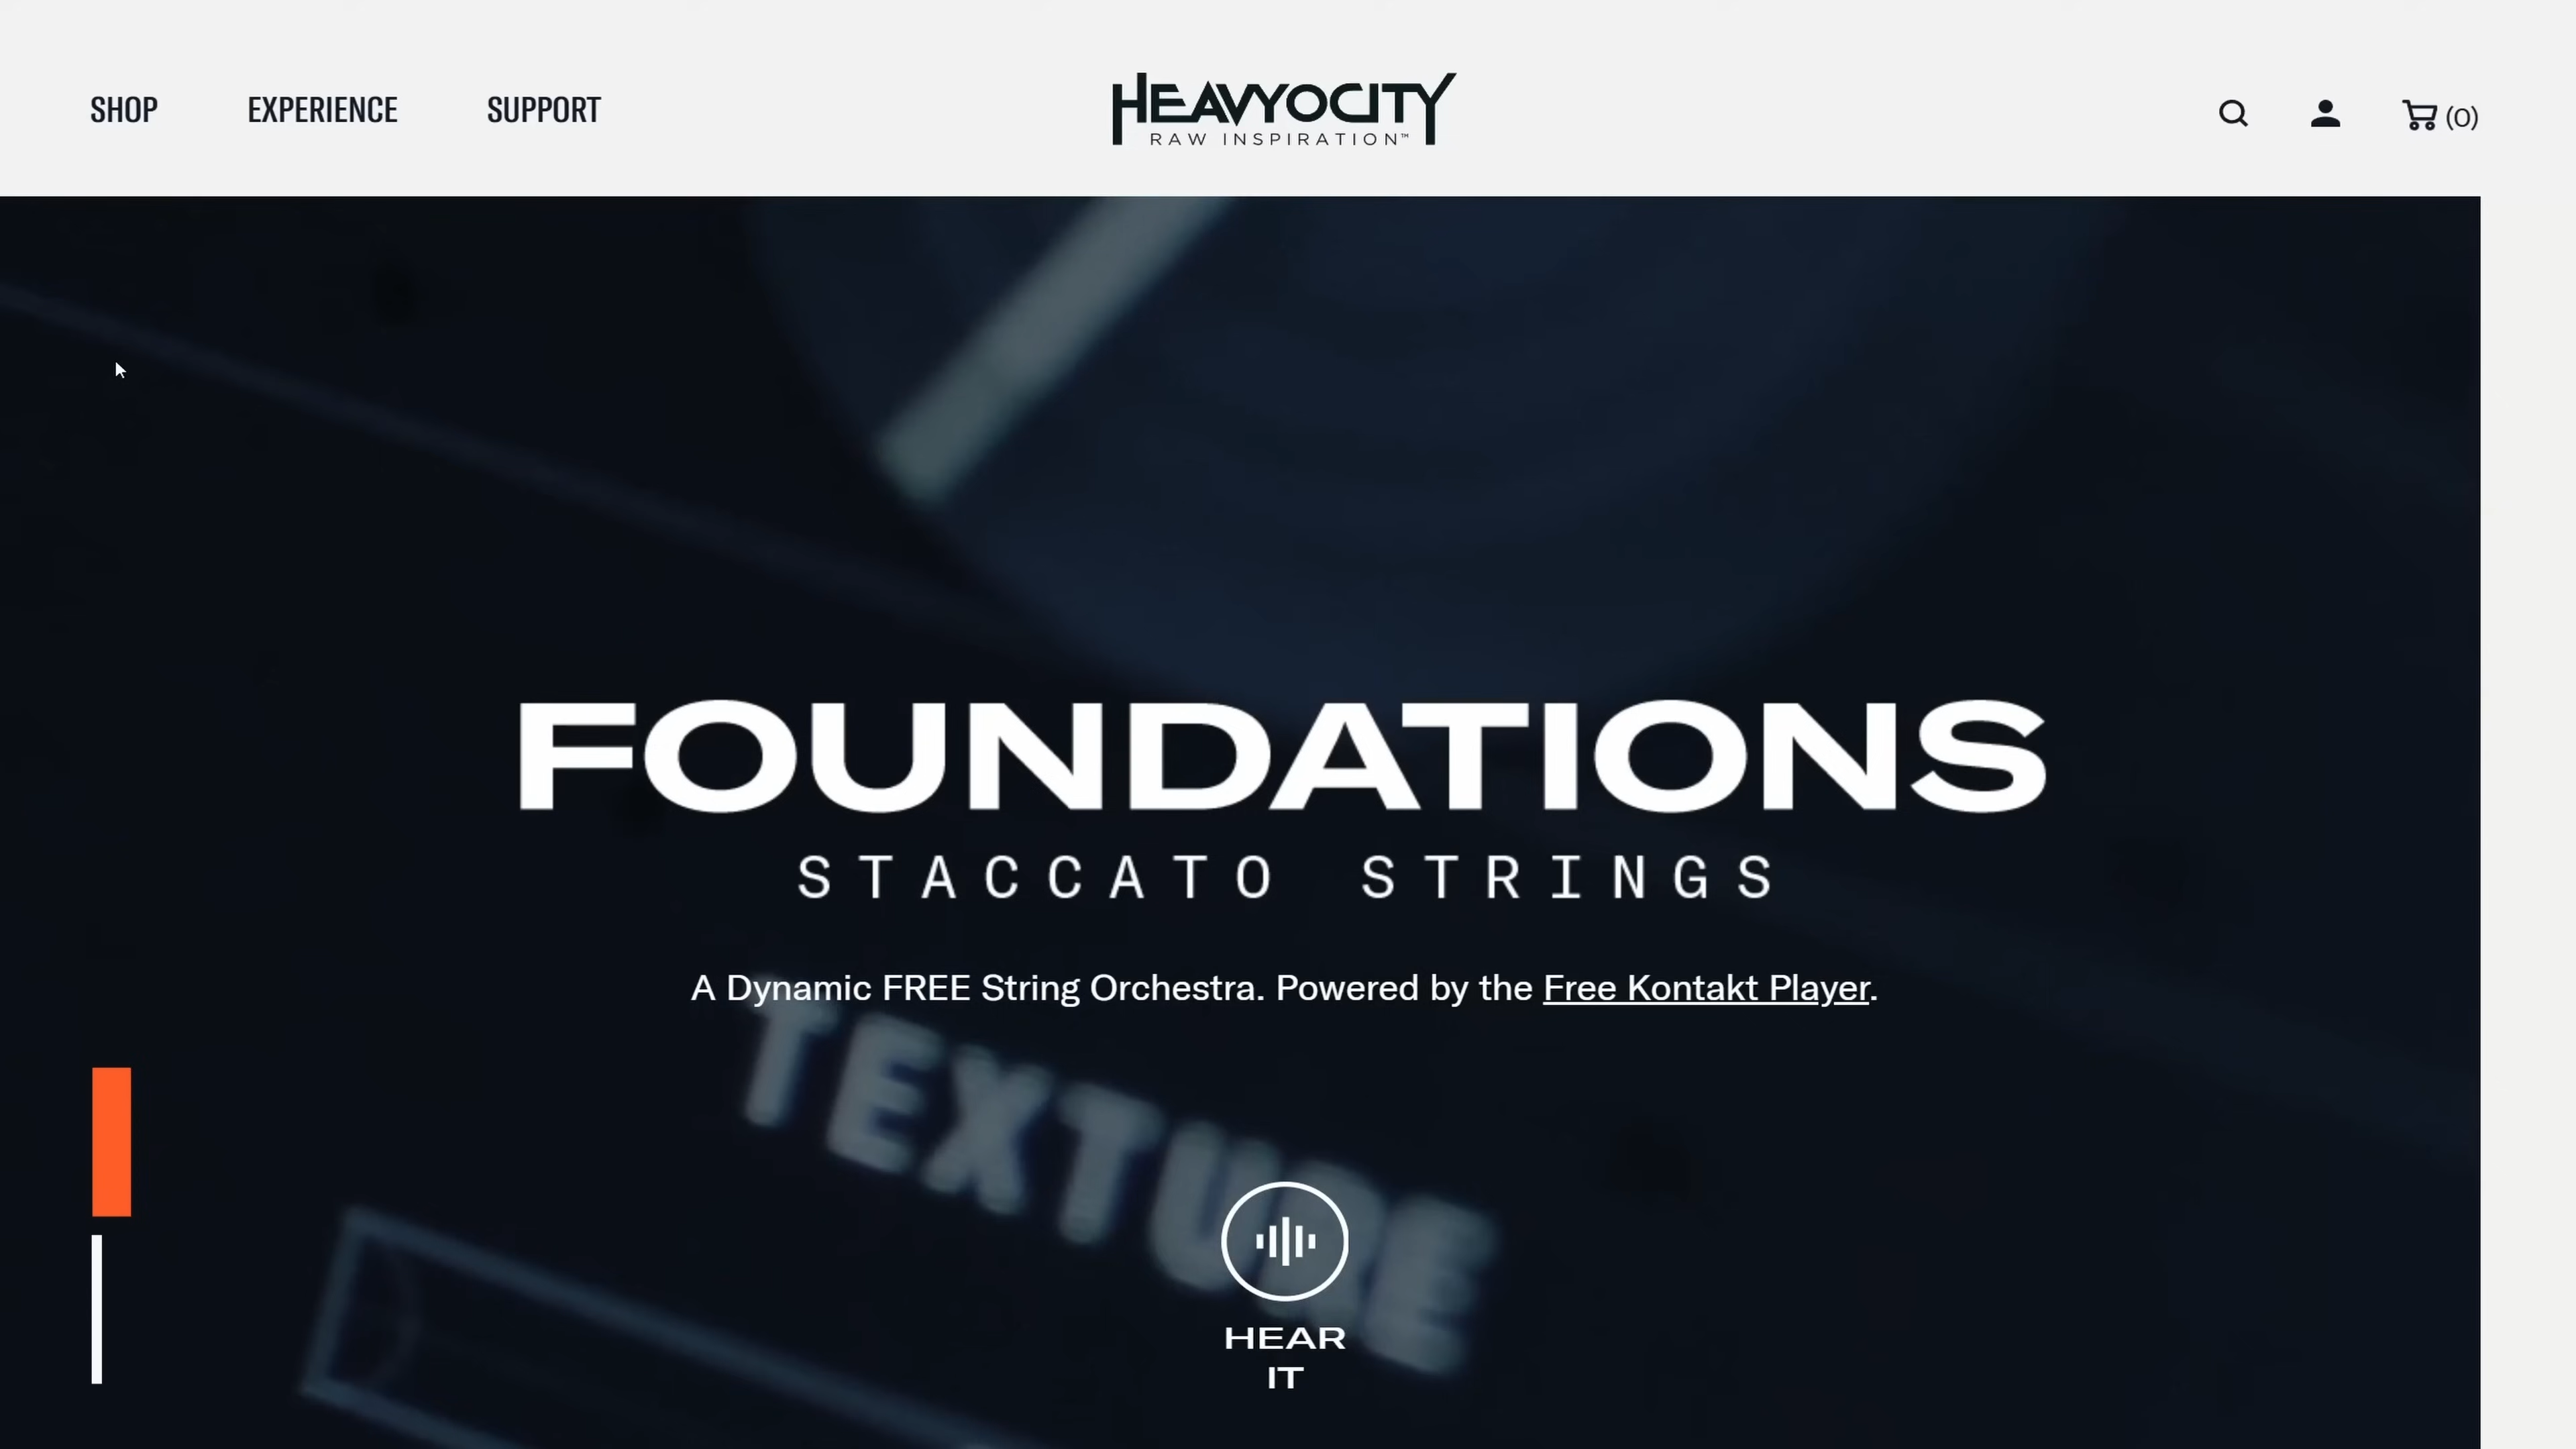 SHOP
EXPERIENCE
SUPPORT
HEAVYOCITY
RAW INSPIRATION™
(0)
FOUNDATIONS
STACCATO STRINGS
A Dynamic FREE String Orchestra. Powered by the Free Kontakt Player.
TEXTURE
HEAR
IT